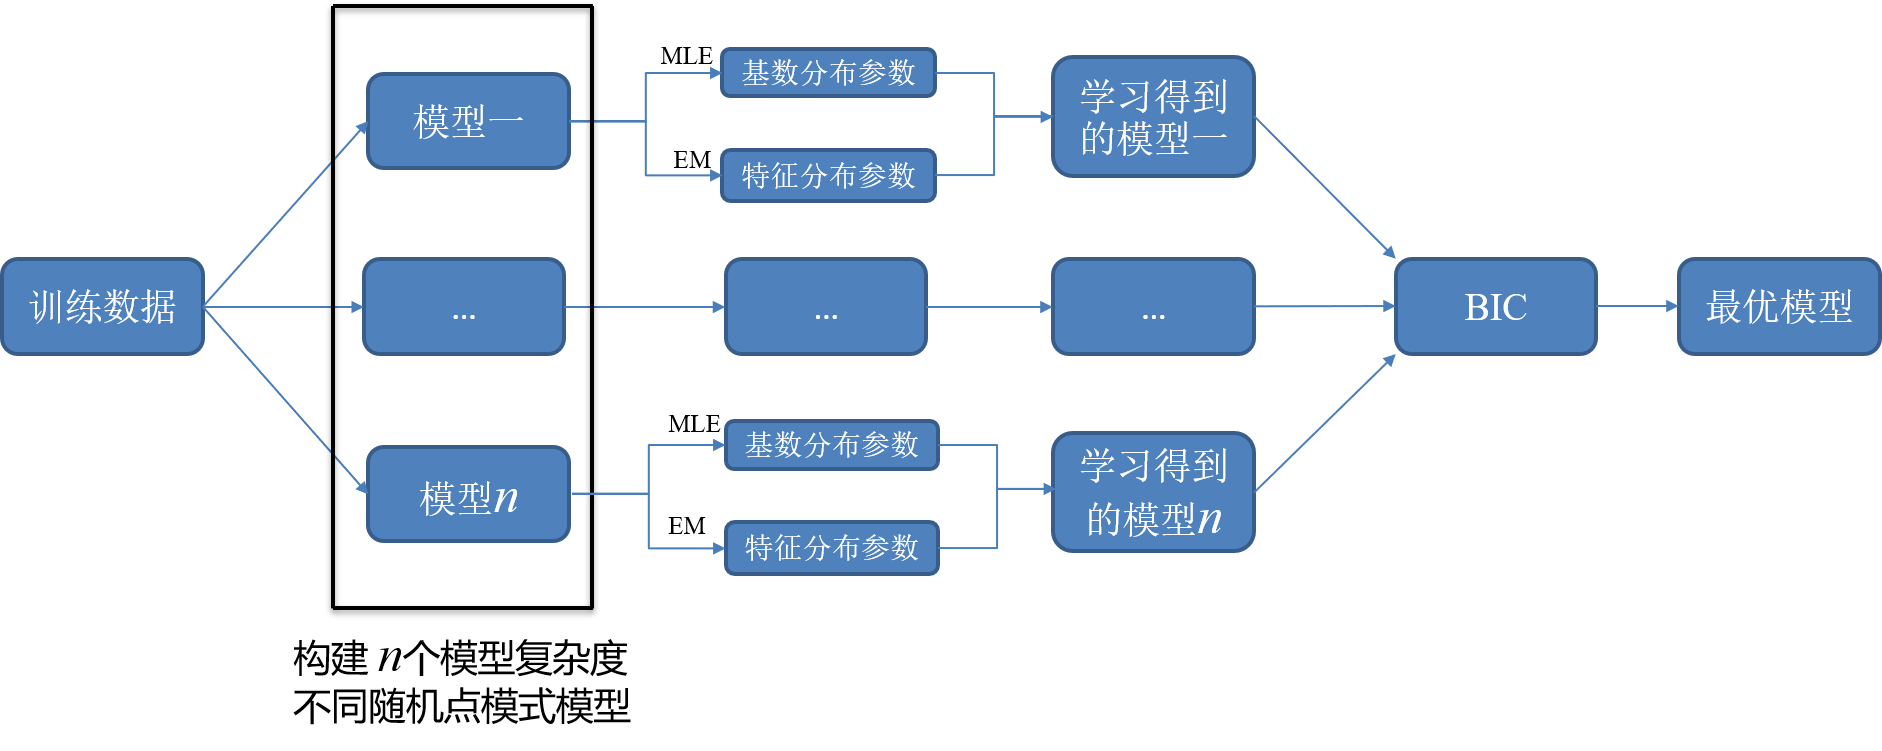 训练数据
模型一
...
模型n
构建 n个模型复杂度
不同随机点模式模型
MLE
基数分布参数
EM
特征分布参数
...
MLE
基数分布参数
EM
特征分布参数
学习得到
的模型一
...
学习得到
的模型n
BIC
最优模型